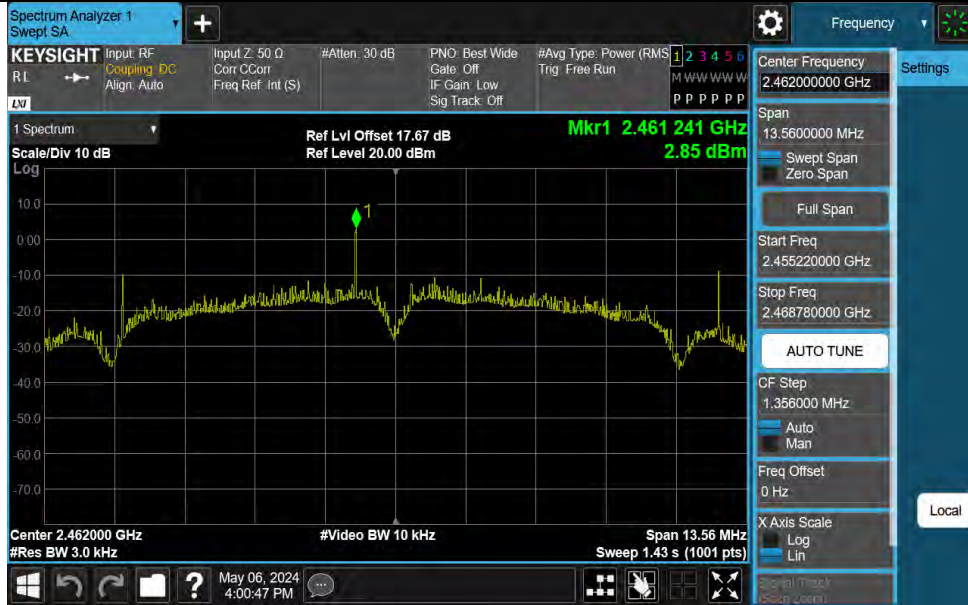 Spectrum Analyzer 1
Swept SA
Frequency
KEYSIGHT
RL
LXI
Input: RF
Coupling: DC
Align: Auto
Input Z: 50 Ω
Corr CCorr
Freq Ref: Int (S)
#Atten: 30 dB
PNO: Best Wide
Gate: Off
IF Gain: Low
Sig Track: Off
#Avg Type: Power (RMS
Trig: Free Run
1 2 3 4 5 6
M W W W W W
P P P P P P
1 Spectrum
Scale/Div 10 dB
Log
Ref Lvl Offset 17.67 dB
Ref Level 20.00 dBm
Mkr1 2.461 241 GHz
2.85 dBm
1
10.0
0.00
-10.0
-20.0
-30.0
-40.0
-50.0
-60.0
-70.0
Center 2.462000 GHz
#Res BW 3.0 kHz
#Video BW 10 kHz
Span 13.56 MHz
Sweep 1.43 s (1001 pts)
May 06, 2024
4:00:47 PM
Center Frequency
2.462000000 GHz
Span
13.5600000 MHz
Swept Span
Zero Span
Full Span
Start Freq
2.455220000 GHz
Stop Freq
2.468780000 GHz
AUTO TUNE
CF Step
1.356000 MHz
Auto
Man
Freq Offset
0 Hz
X Axis Scale
Log
Lin
Signal Track
(Span Zoom)
Settings
Local